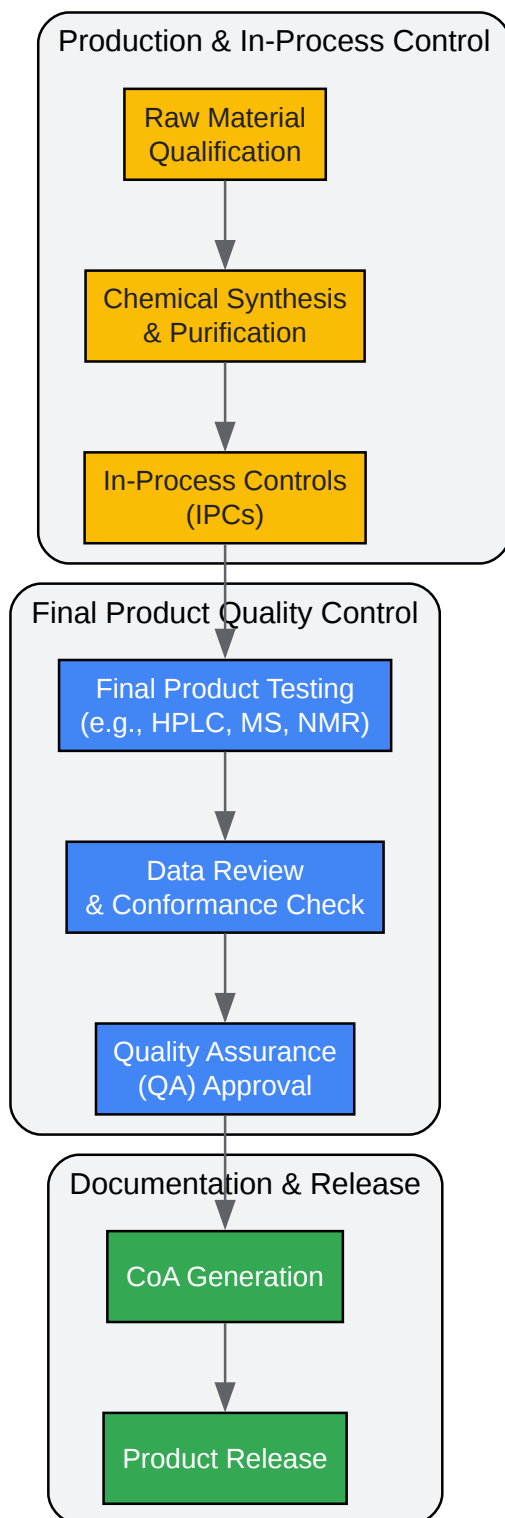 Production & In-Process Control
Raw Material
Qualification
Chemical Synthesis
& Purification
In-Process Controls
(IPCs)
Final Product Quality Control
Final Product Testing
(e.g., HPLC, MS, NMR)
Data Review
& Conformance Check
Quality Assurance
(QA) Approval
Documentation & Release
CoA Generation
Product Release